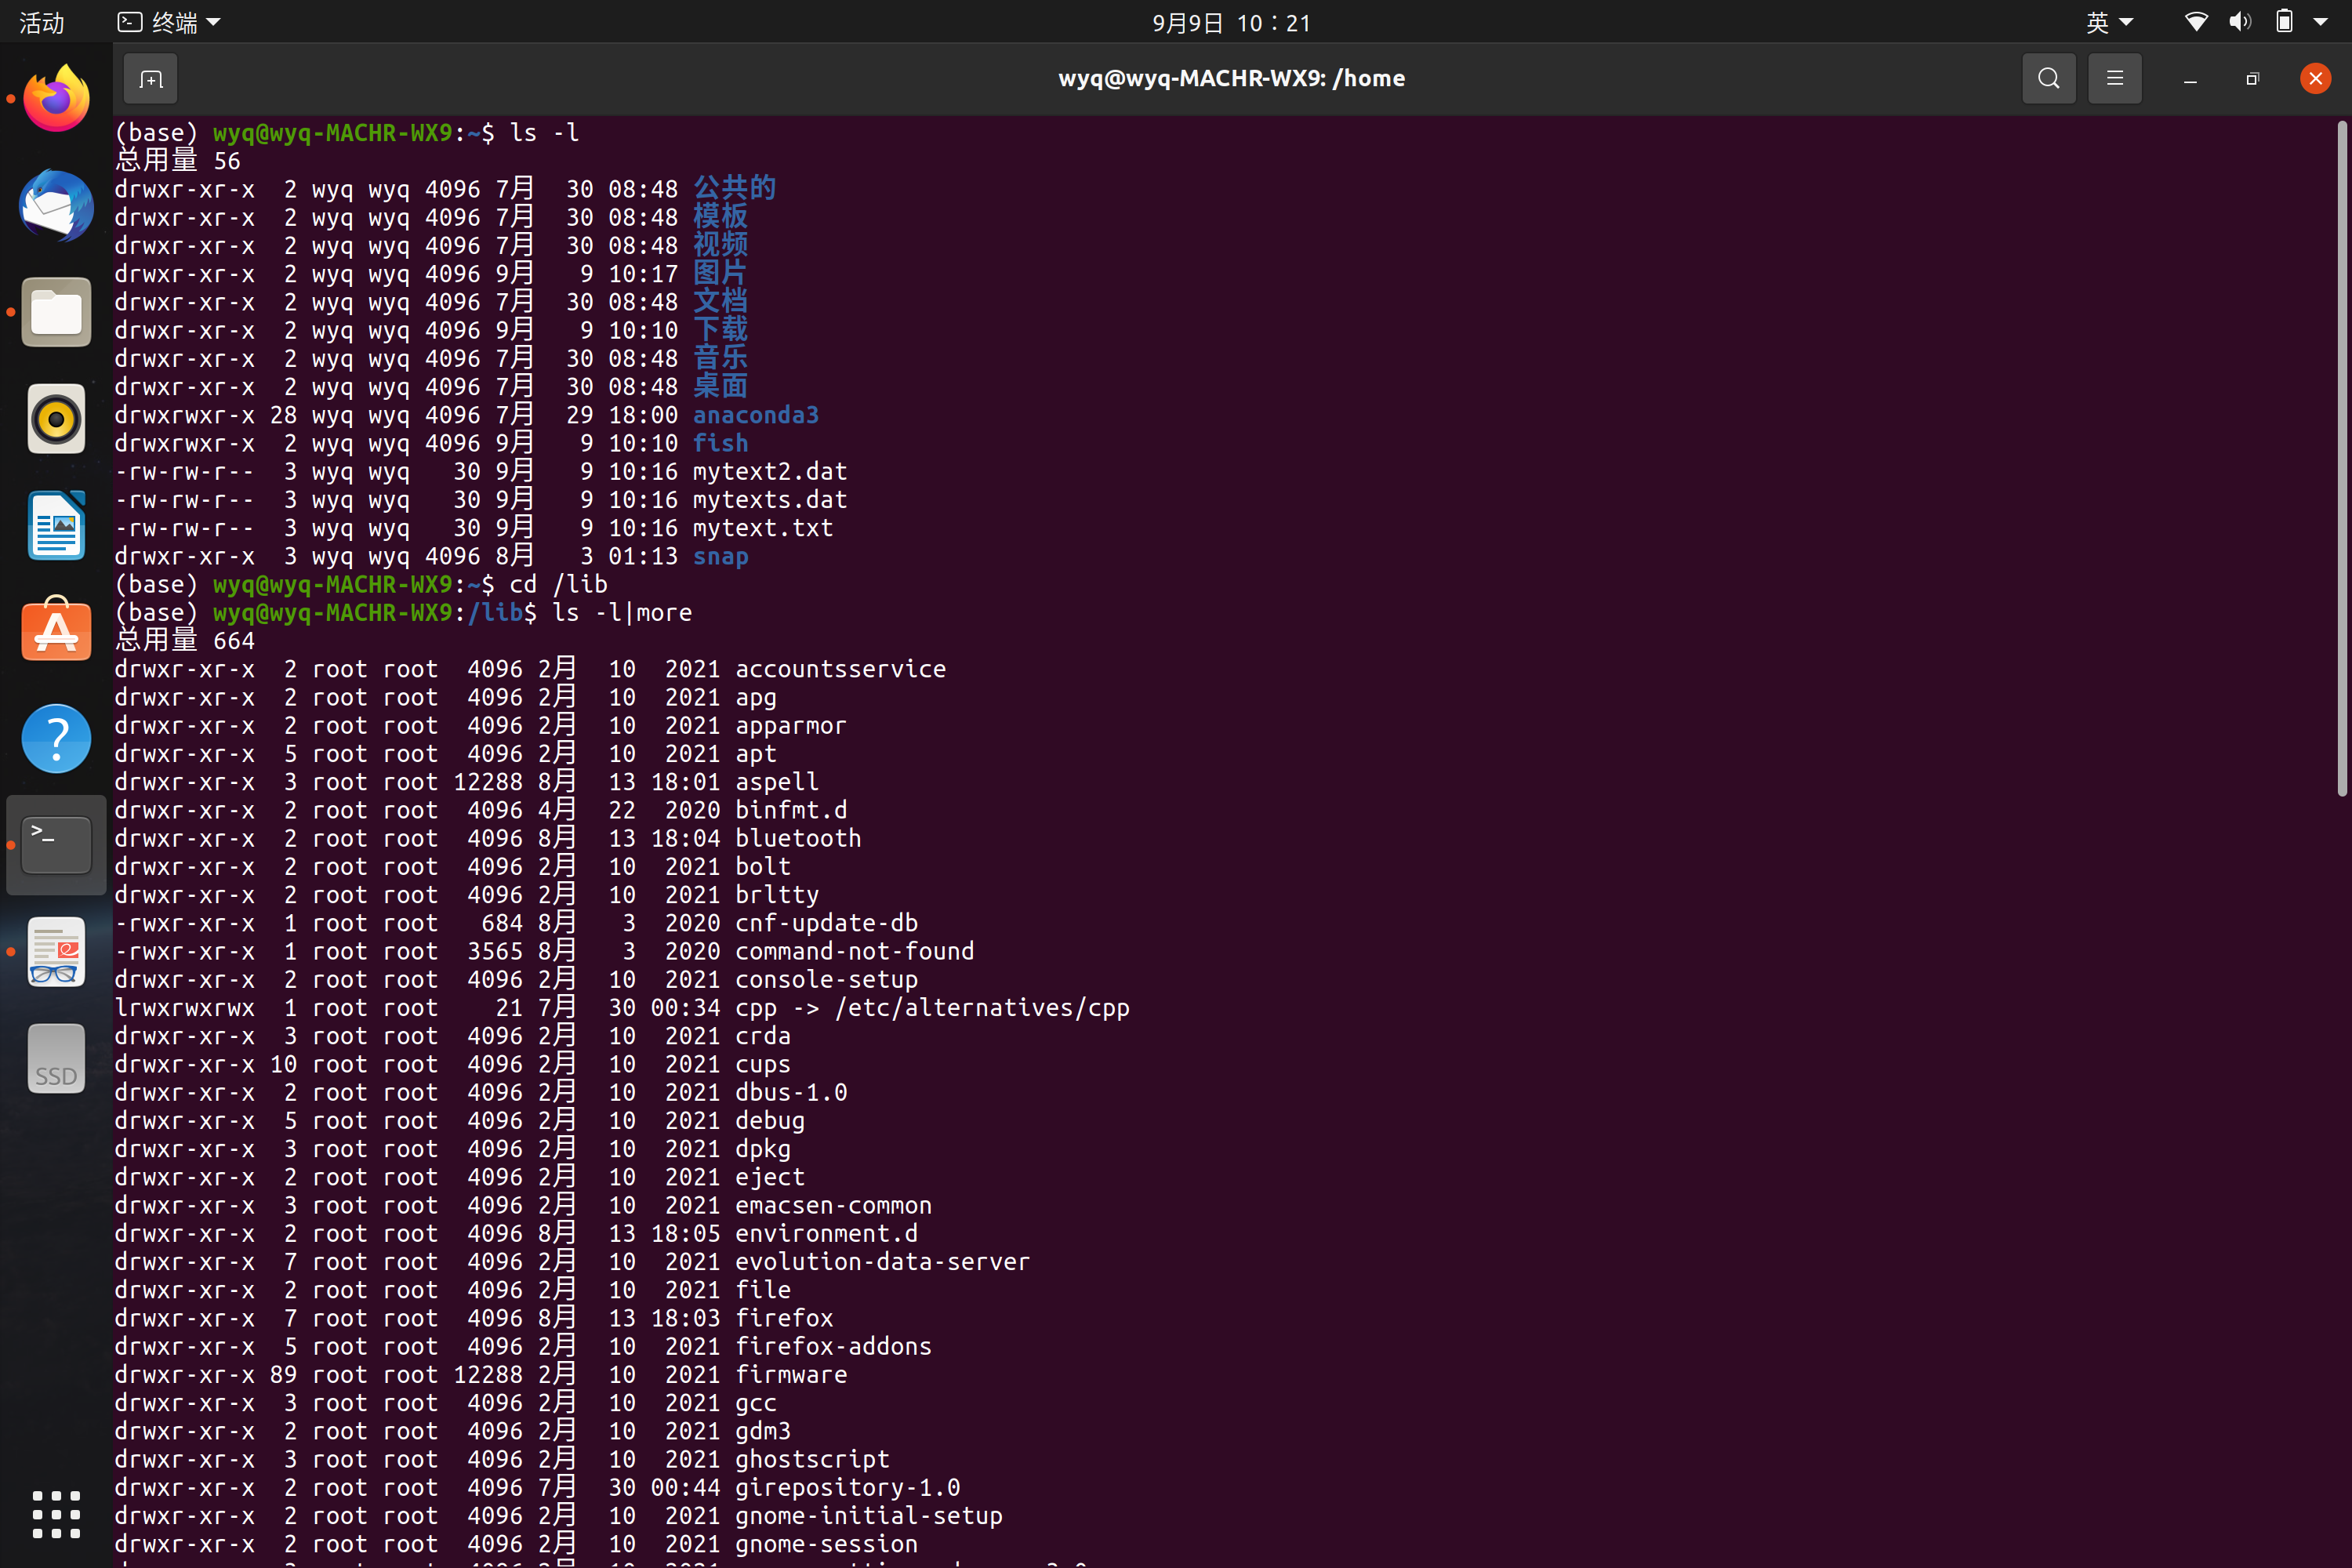 活动 终端 9月9日 10：21 英
wyq@wyq-MACHR-WX9: /home
(base) wyq@wyq-MACHR-WX9:~$ ls -l
总用量 56
drwxr-xr-x  2 wyq wyq 4096 7月  30 08:48 公共的
drwxr-xr-x  2 wyq wyq 4096 7月  30 08:48 模板
drwxr-xr-x  2 wyq wyq 4096 7月  30 08:48 视频
drwxr-xr-x  2 wyq wyq 4096 9月   9 10:17 图片
drwxr-xr-x  2 wyq wyq 4096 7月  30 08:48 文档
drwxr-xr-x  2 wyq wyq 4096 9月   9 10:10 下载
drwxr-xr-x  2 wyq wyq 4096 7月  30 08:48 音乐
drwxr-xr-x  2 wyq wyq 4096 7月  30 08:48 桌面
drwxrwxr-x 28 wyq wyq 4096 7月  29 18:00 anaconda3
drwxrwxr-x  2 wyq wyq 4096 9月   9 10:10 fish
-rw-rw-r--  3 wyq wyq   30 9月   9 10:16 mytext2.dat
-rw-rw-r--  3 wyq wyq   30 9月   9 10:16 mytexts.dat
-rw-rw-r--  3 wyq wyq   30 9月   9 10:16 mytext.txt
drwxr-xr-x  3 wyq wyq 4096 8月   3 01:13 snap
(base) wyq@wyq-MACHR-WX9:~$ cd /lib
(base) wyq@wyq-MACHR-WX9:/lib$ ls -l|more
总用量 664
drwxr-xr-x  2 root root  4096 2月  10  2021 accountsservice
drwxr-xr-x  2 root root  4096 2月  10  2021 apg
drwxr-xr-x  2 root root  4096 2月  10  2021 apparmor
drwxr-xr-x  5 root root  4096 2月  10  2021 apt
drwxr-xr-x  3 root root 12288 8月  13 18:01 aspell
drwxr-xr-x  2 root root  4096 4月  22  2020 binfmt.d
drwxr-xr-x  2 root root  4096 8月  13 18:04 bluetooth
drwxr-xr-x  2 root root  4096 2月  10  2021 bolt
drwxr-xr-x  2 root root  4096 2月  10  2021 brltty
-rwxr-xr-x  1 root root   684 8月   3  2020 cnf-update-db
-rwxr-xr-x  1 root root  3565 8月   3  2020 command-not-found
drwxr-xr-x  2 root root  4096 2月  10  2021 console-setup
lrwxrwxrwx  1 root root    21 7月  30 00:34 cpp -> /etc/alternatives/cpp
drwxr-xr-x  3 root root  4096 2月  10  2021 crda
drwxr-xr-x 10 root root  4096 2月  10  2021 cups
drwxr-xr-x  2 root root  4096 2月  10  2021 dbus-1.0
drwxr-xr-x  5 root root  4096 2月  10  2021 debug
drwxr-xr-x  3 root root  4096 2月  10  2021 dpkg
drwxr-xr-x  2 root root  4096 2月  10  2021 eject
drwxr-xr-x  3 root root  4096 2月  10  2021 emacsen-common
drwxr-xr-x  2 root root  4096 8月  13 18:05 environment.d
drwxr-xr-x  7 root root  4096 2月  10  2021 evolution-data-server
drwxr-xr-x  2 root root  4096 2月  10  2021 file
drwxr-xr-x  7 root root  4096 8月  13 18:03 firefox
drwxr-xr-x  5 root root  4096 2月  10  2021 firefox-addons
drwxr-xr-x 89 root root 12288 2月  10  2021 firmware
drwxr-xr-x  3 root root  4096 2月  10  2021 gcc
drwxr-xr-x  2 root root  4096 2月  10  2021 gdm3
drwxr-xr-x  3 root root  4096 2月  10  2021 ghostscript
drwxr-xr-x  2 root root  4096 7月  30 00:44 girepository-1.0
drwxr-xr-x  2 root root  4096 2月  10  2021 gnome-initial-setup
drwxr-xr-x  2 root root  4096 2月  10  2021 gnome-session
SSD